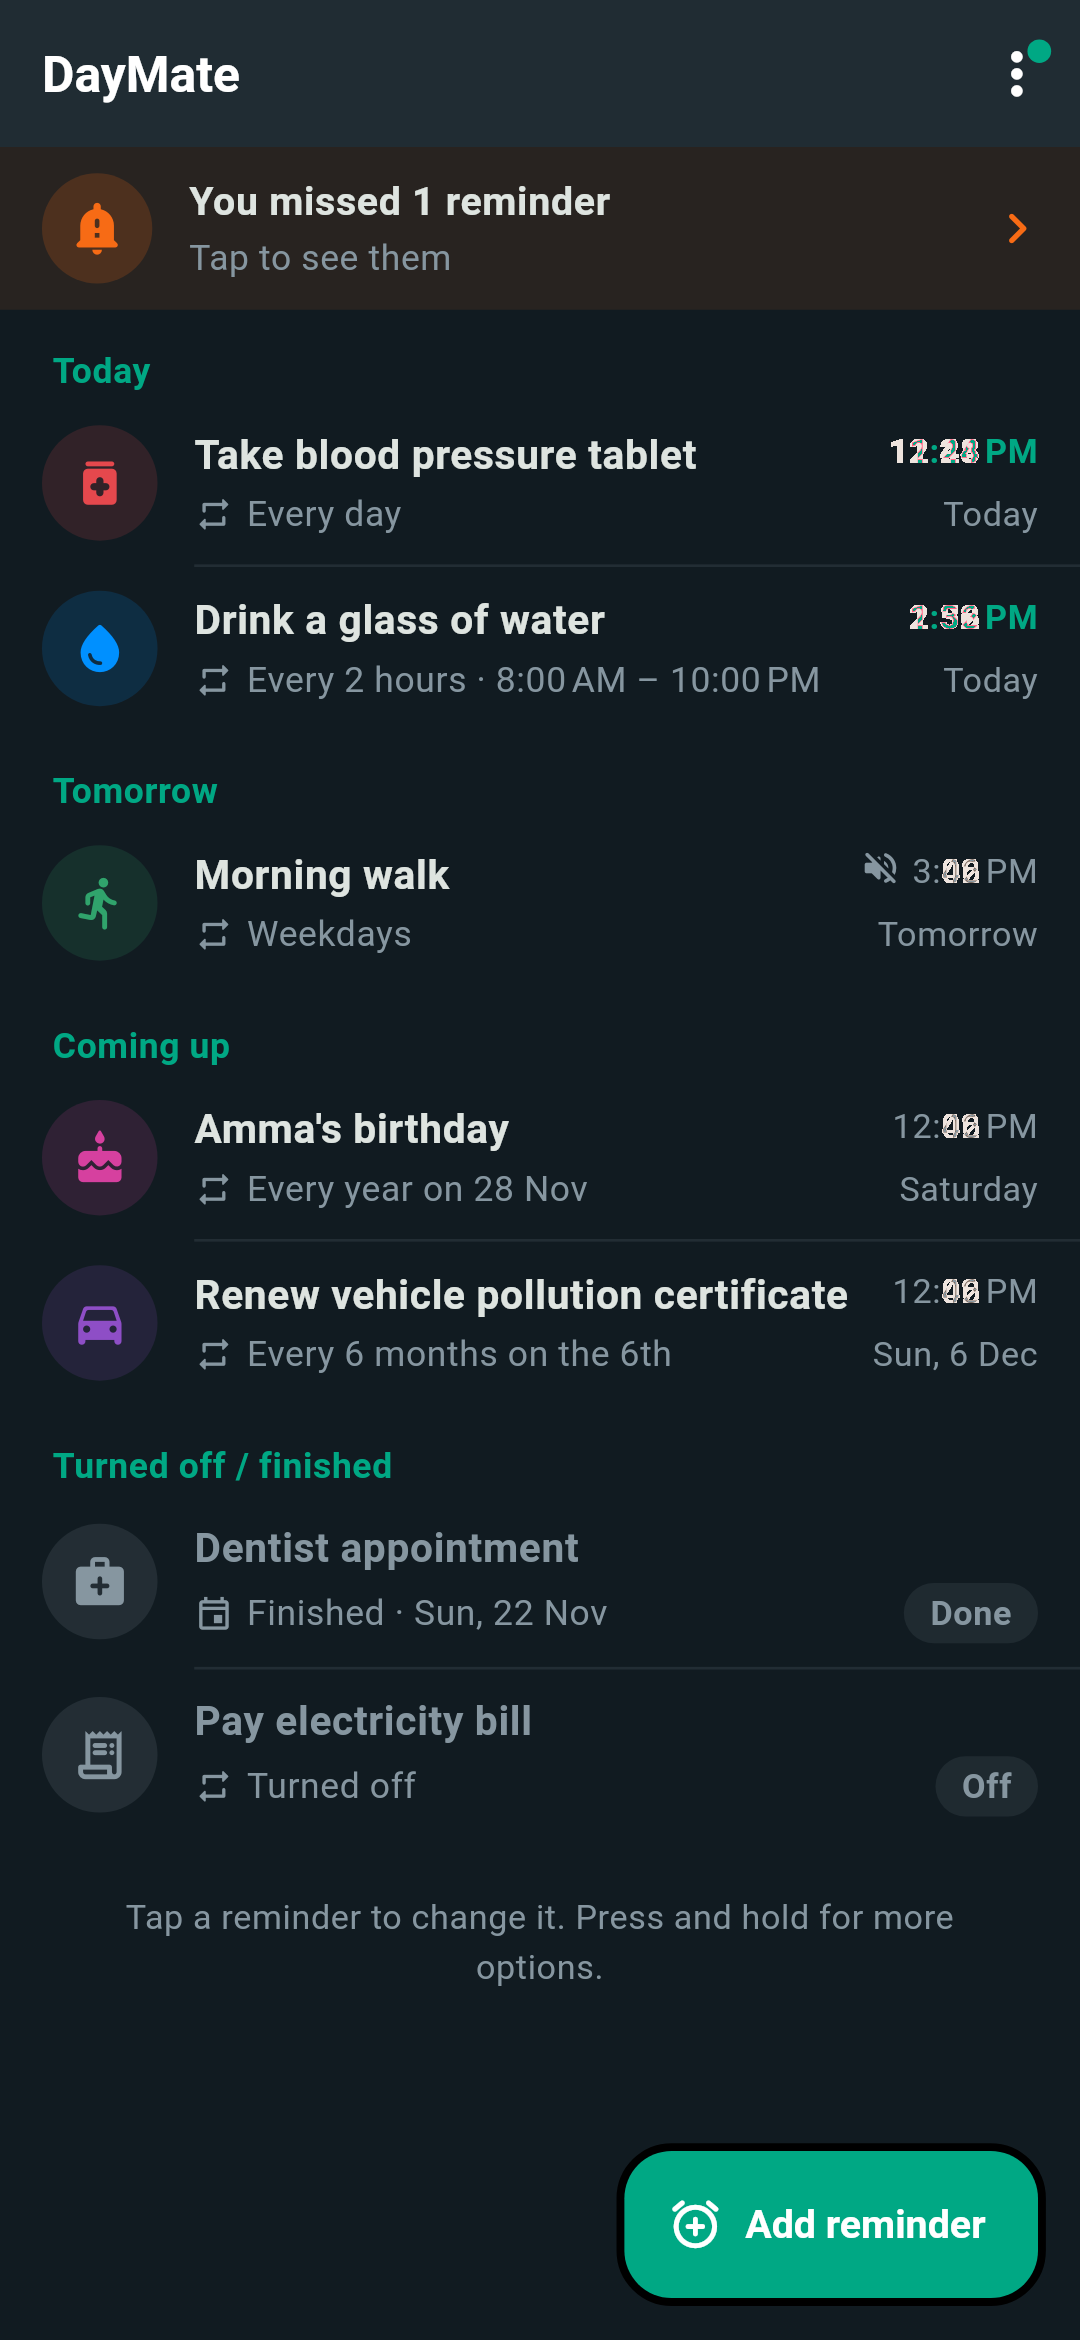 DayMate
You missed 1 reminder
Tap to see them
Today
Take blood pressure tablet
PM
Every day
Today
Drink a glass of water
PM
Every 2 hours · 8:00 AM – 10:00 PM
Today
Tomorrow
Morning walk
PM
Weekdays
Tomorrow
Coming up
Amma's birthday
PM
Every year on 28 Nov
Saturday
Renew vehicle pollution certificate
PM
Every 6 months on the 6th
Sun, 6 Dec
Turned off / finished
Dentist appointment
Finished · Sun, 22 Nov
Done
Pay electricity bill
Turned off
Off
Tap a reminder to change it. Press and hold for more
options.
Add reminder